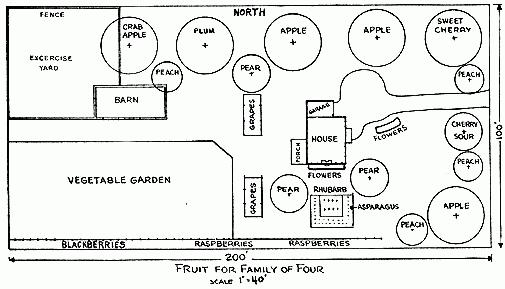 NORTH
FENCE
EXCERCISE
YARD
CRAB
APPLE
PLUM
APPLE
APPLE
SWEET
CHERRY
PEACH
PEAR
PEACH
BARN
GRAPES
GARAGE
HOUSE
PORCH
FLOWERS
FLOWERS
CHERRY
SOUR
100'
PEACH
VEGETABLE GARDEN
GRAPES
PEAR
RHUBARB
PEAR
ASPARAGUS
APPLE
PEACH
BLACKBERRIES
RASPBERRIES
RASPBERRIES
200'
FRUIT FOR FAMILY OF FOUR
SCALE 1"=40'